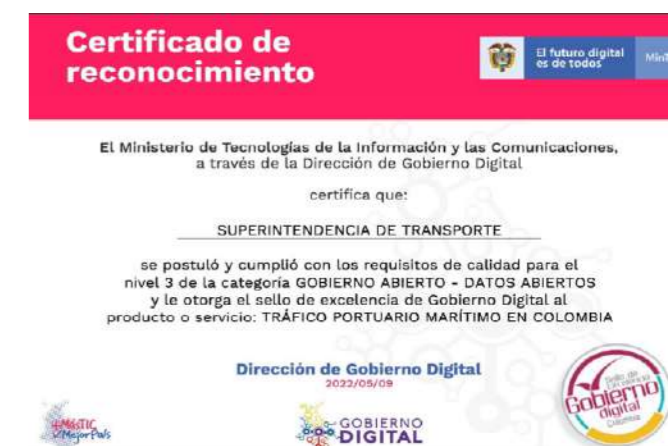 Certificado de
reconocimiento
El futuro digital
es de todos
El Ministerio de Tecnologías de la Información y las Comunicaciones,
a través de la Dirección de Gobierno Digital
certifica que:
SUPERINTENDENCIA DE TRANSPORTE
se postuló y cumplió con los requisitos de calidad para el
nivel 3 de la categoría GOBIERNO ABIERTO - DATOS ABIERTOS
y le otorga el sello de excelencia de Gobierno Digital al
producto o servicio: TRÁFICO PORTUARIO MARÍTIMO EN COLOMBIA
Dirección de Gobierno Digital
2022/05/09
+MásTIC
+MejorPaís
GOBIERNO
DIGITAL
Gobierno
digital
Colombia